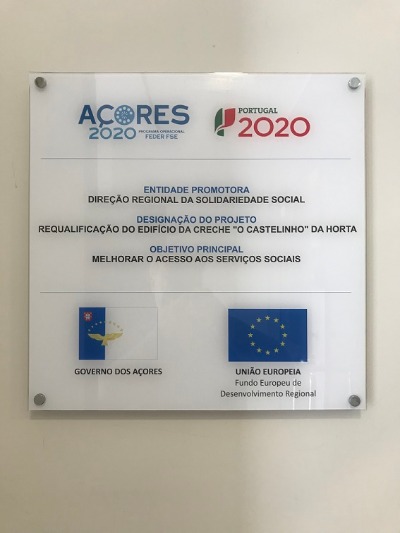 AÇORES
2020 PROGRAMA OPERACIONAL
FEDER FSE
PORTUGAL
2020
ENTIDADE PROMOTORA
DIREÇÃO REGIONAL DA SOLIDARIEDADE SOCIAL
DESIGNAÇÃO DO PROJETO
REQUALIFICAÇÃO DO EDIFÍCIO DA CRECHE "O CASTELINHO" DA HORTA
OBJETIVO PRINCIPAL
MELHORAR O ACESSO AOS SERVIÇOS SOCIAIS
GOVERNO DOS AÇORES
UNIÃO EUROPEIA
Fundo Europeu de
Desenvolvimento Regional